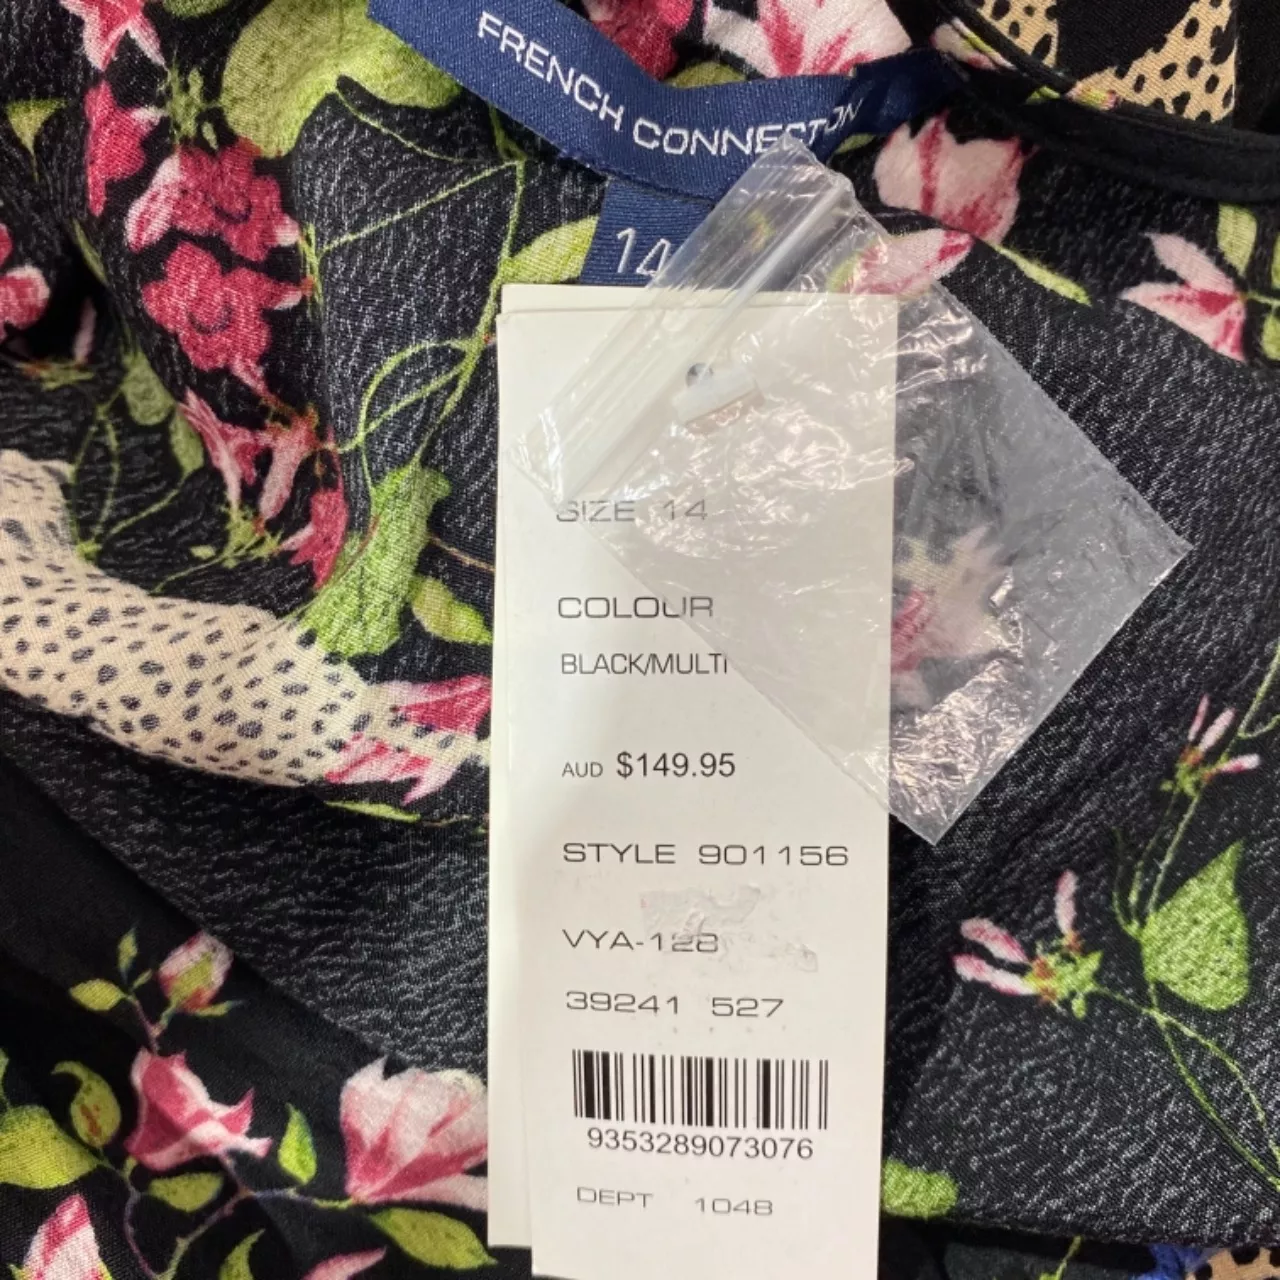 FRENCH CONNECTION
14
SIZE 14
COLOUR
BLACK/MULTI
AUD $149.95
STYLE 901156
VYA-128
39241 527
9353289073076
DEPT 1048